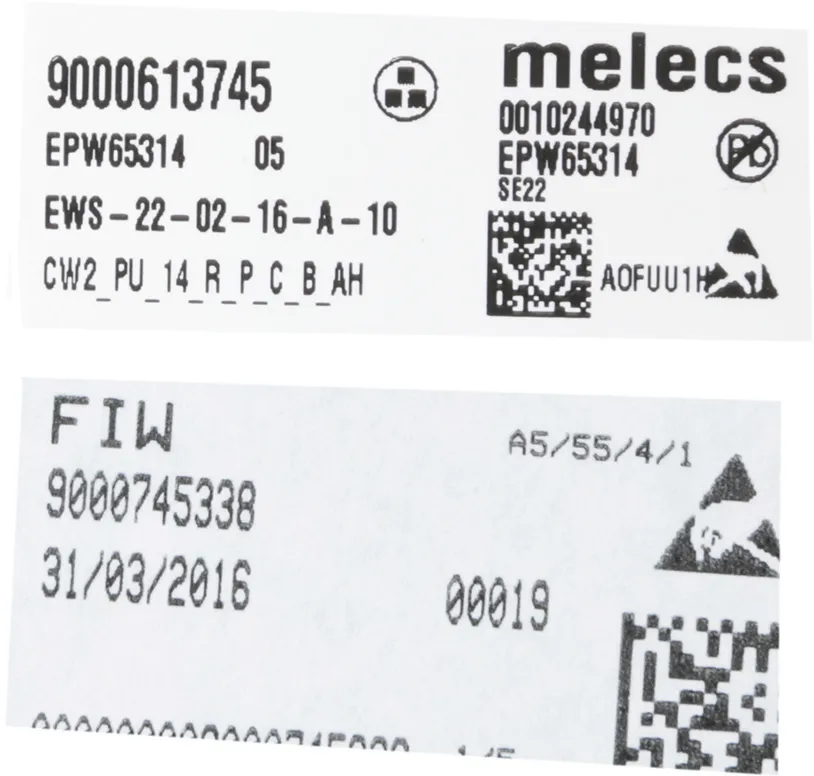 9000613745
EPW65314 05
EWS-22-02-16-A-10
CW2_PU_14_R_P_C_B_AH
melecs
0010244970
EPW65314
Pb
SE22
A0FUU1H
FIW
A5/55/4/1
9000745338
31/03/2016
00019